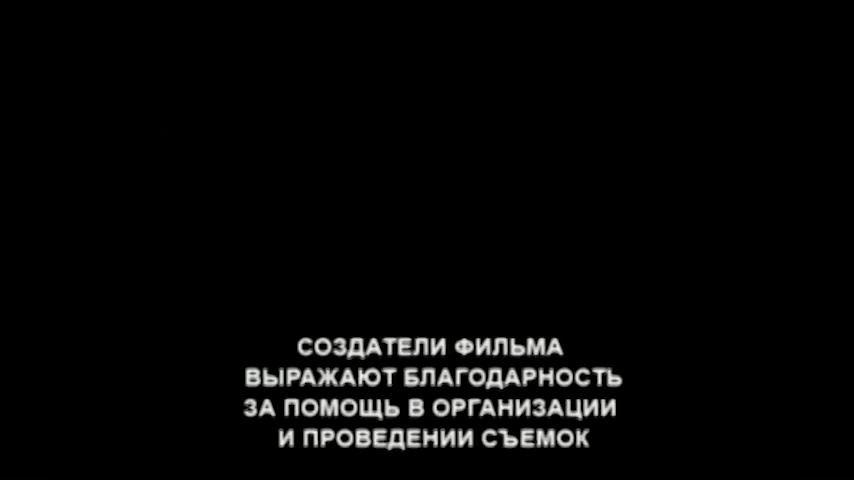 СОЗДАТЕЛИ ФИЛЬМА
ВЫРАЖАЮТ БЛАГОДАРНОСТЬ
ЗА ПОМОЩЬ В ОРГАНИЗАЦИИ
И ПРОВЕДЕНИИ СЪЕМОК